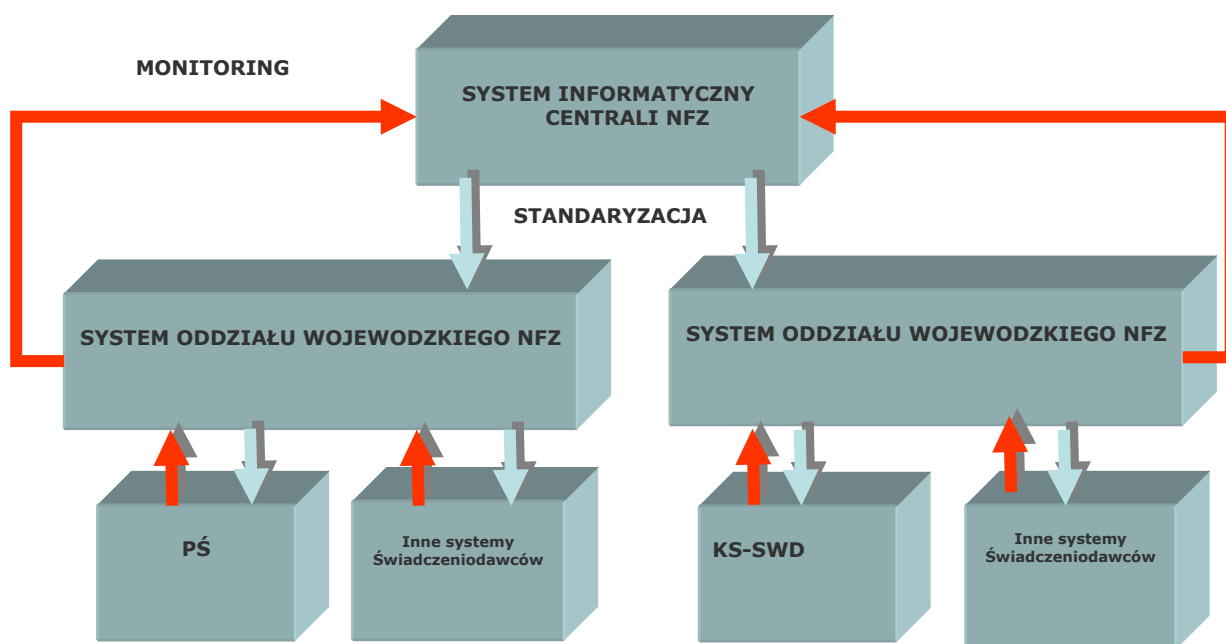 MONITORING
SYSTEM INFORMATYCZNY
CENTRALI NFZ
STANDARYZACJA
SYSTEM ODDZIAŁU WOJEWODZKIEGO NFZ
SYSTEM ODDZIAŁU WOJEWODZKIEGO NFZ
PŚ
Inne systemy
Świadczeniodawców
KS-SWD
Inne systemy
Świadczeniodawców